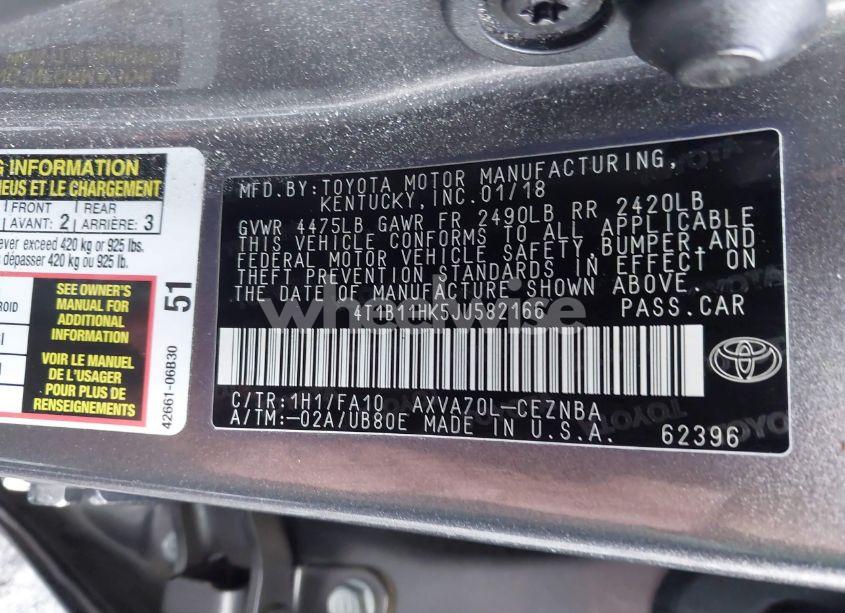 G INFORMATION
NEUS ET LE CHARGEMENT
FRONT
AVANT: 2
REAR
ARRIÈRE: 3
ever exceed 420 kg or 925 lbs.
dépasser 420 kg ou 925 lb.
SEE OWNER'S
MANUAL FOR
ADDITIONAL
INFORMATION
VOIR LE MANUEL
DE L'USAGER
POUR PLUS DE
RENSEIGNEMENTS
51
42661-06B30
MFD.BY:TOYOTA MOTOR MANUFACTURING,
KENTUCKY, INC.01/18
GVWR 4475LB GAWR FR 2490LB RR 2420LB
THIS VEHICLE CONFORMS TO ALL APPLICABLE
FEDERAL MOTOR VEHICLE SAFETY,BUMPER,AND
THEFT PREVENTION STANDARDS IN EFFECT ON
THE DATE OF MANUFACTURE SHOWN ABOVE.
4T1B11HK5JU582166 PASS.CAR
wheelwise
C/TR:1H1/FA10 AXVA70L-CEZNBA
A/TM:-02A/UB80E MADE IN U.S.A.
62396
TOYOTA